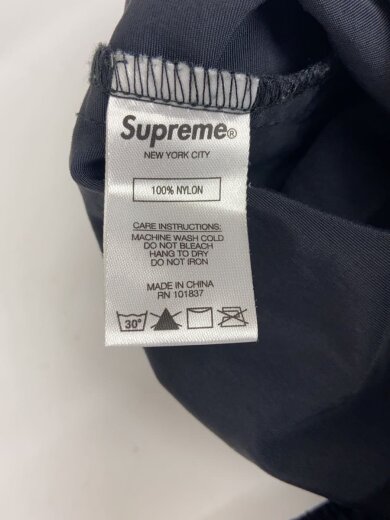 Supreme®
NEW YORK CITY
100% NYLON
CARE INSTRUCTIONS:
MACHINE WASH COLD
DO NOT BLEACH
HANG TO DRY
DO NOT IRON
MADE IN CHINA
RN 101837
30°